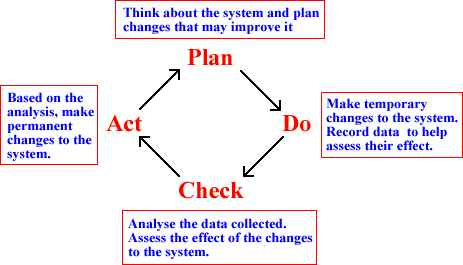 Think about the system and plan
changes that may improve it
Plan
Based on the
analysis, make
permanent
changes to the
system.
Act
Do
Make temporary
changes to the system.
Record data to help
assess their effect.
Check
Analyse the data collected.
Assess the effect of the changes
to the system.